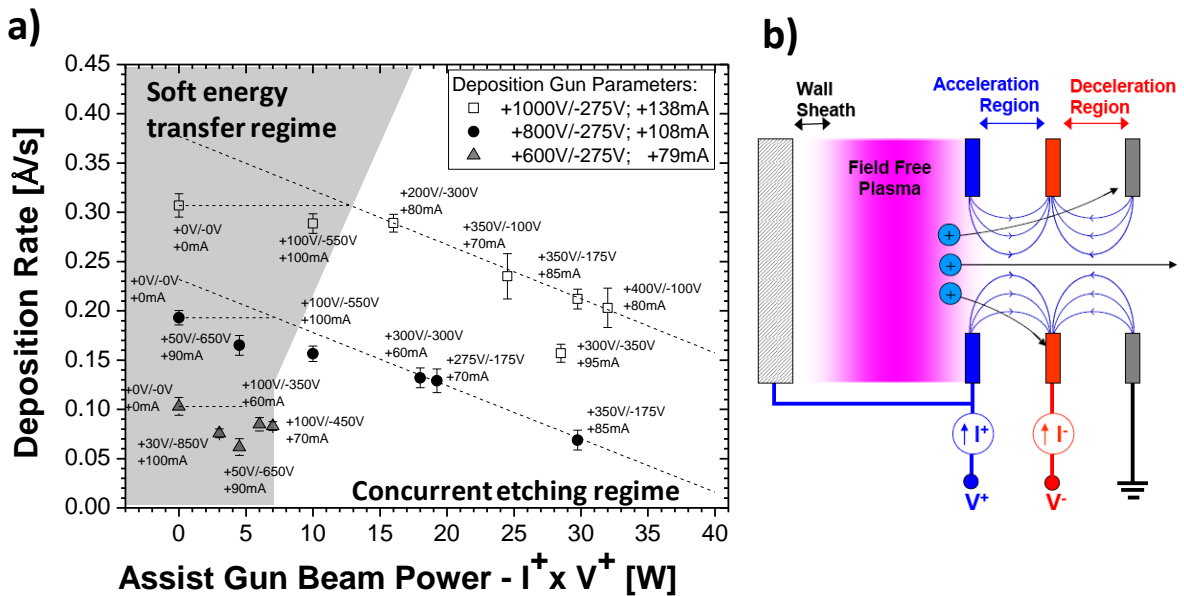 a)
Deposition Rate [Å/s]
0.45
0.40
0.35
0.30
0.25
0.20
0.15
0.10
0.05
0.00
Soft energy
transfer regime
Deposition Gun Parameters:
+1000V/-275V; +138mA
+800V/-275V; +108mA
+600V/-275V; +79mA
+0V/-0V
+0mA
+100V/-550V
+100mA
+200V/-300V
+80mA
+350V/-100V
+70mA
+350V/-175V
+85mA
+400V/-100V
+80mA
+300V/-350V
+95mA
+0V/-0V
+0mA
+50V/-650V
+90mA
+100V/-550V
+100mA
+300V/-300V
+60mA
+275V/-175V
+70mA
+350V/-175V
+85mA
+0V/-0V
+0mA
+30V/-850V
+100mA
+50V/-650V
+90mA
+100V/-350V
+60mA
+100V/-450V
+70mA
Concurrent etching regime
0 5 10 15 20 25 30 35 40
Assist Gun Beam Power - I⁺x V⁺ [W]
b)
Wall
Sheath
Acceleration
Region
Deceleration
Region
Field Free
Plasma
+
+
+
I⁺
I⁻
V⁺
V⁻